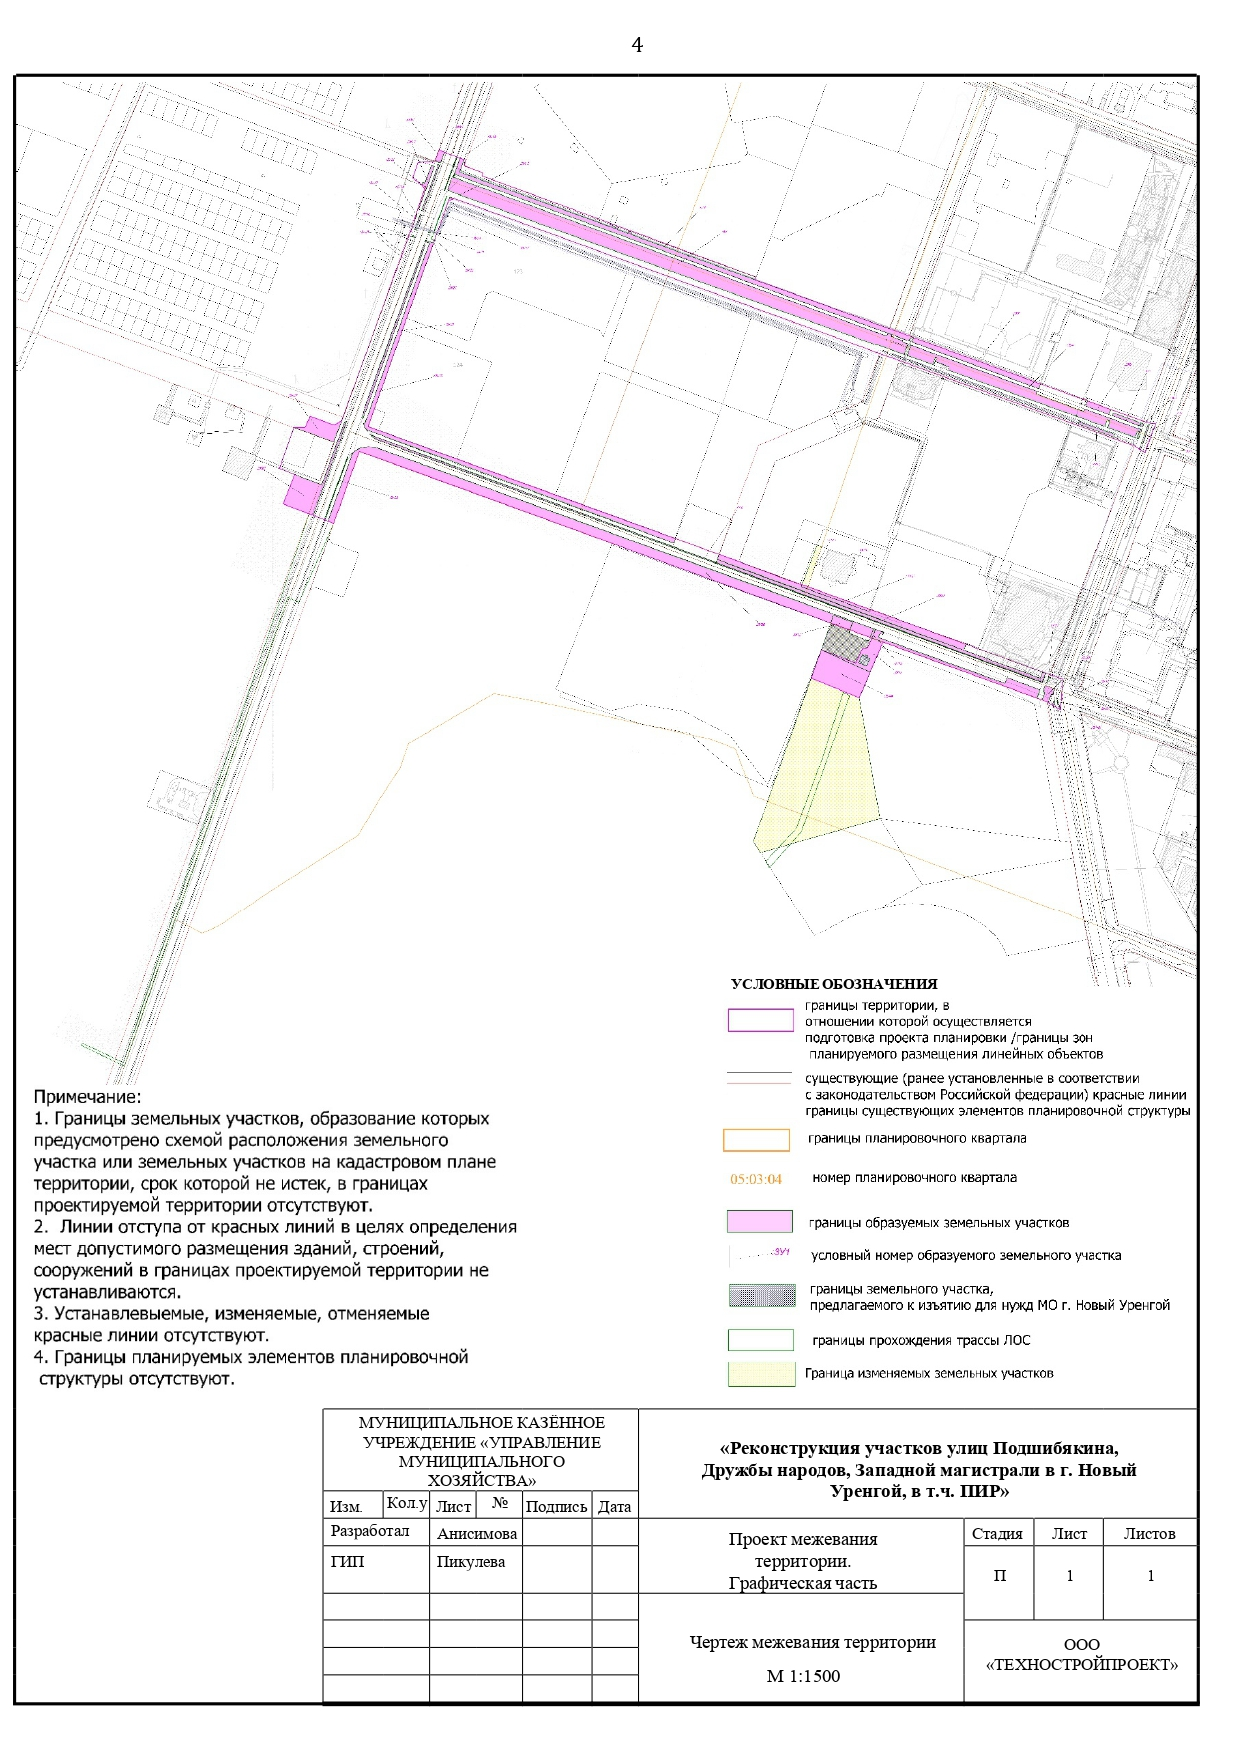 4
УСЛОВНЫЕ ОБОЗНАЧЕНИЯ
границы территории, в
отношении которой осуществляется
подготовка проекта планировки /границы зон
планируемого размещения линейных объектов
существующие (ранее установленные в соответствии
с законодательством Российской федерации) красные линии
границы существующих элементов планировочной структуры
границы планировочного квартала
05:03:04 номер планировочного квартала
границы образуемых земельных участков
:ЗУ1 условный номер образуемого земельного участка
границы земельного участка,
предлагаемого к изъятию для нужд МО г. Новый Уренгой
границы прохождения трассы ЛОС
Граница изменяемых земельных участков
Примечание:
1. Границы земельных участков, образование которых
предусмотрено схемой расположения земельного
участка или земельных участков на кадастровом плане
территории, срок которой не истек, в границах
проектируемой территории отсутствуют.
2. Линии отступа от красных линий в целях определения
мест допустимого размещения зданий, строений,
сооружений в границах проектируемой территории не
устанавливаются.
3. Устанавлевыемые, изменяемые, отменяемые
красные линии отсутствуют.
4. Границы планируемых элементов планировочной
структуры отсутствуют.
МУНИЦИПАЛЬНОЕ КАЗЁННОЕ
УЧРЕЖДЕНИЕ «УПРАВЛЕНИЕ
МУНИЦИПАЛЬНОГО
ХОЗЯЙСТВА»
«Реконструкция участков улиц Подшибякина,
Дружбы народов, Западной магистрали в г. Новый
Уренгой, в т.ч. ПИР»
Изм. Кол.у Лист № Подпись Дата
Разработал Анисимова
ГИП Пикулева
Проект межевания
территории.
Графическая часть
Стадия Лист Листов
П 1 1
Чертеж межевания территории
М 1:1500
ООО
«ТЕХНОСТРОЙПРОЕКТ»